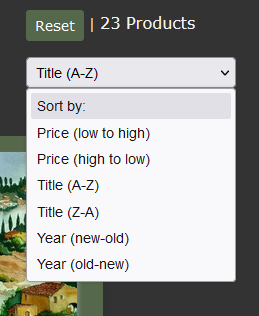 Reset | 23 Products
Title (A-Z)
Sort by:
Price (low to high)
Price (high to low)
Title (A-Z)
Title (Z-A)
Year (new-old)
Year (old-new)